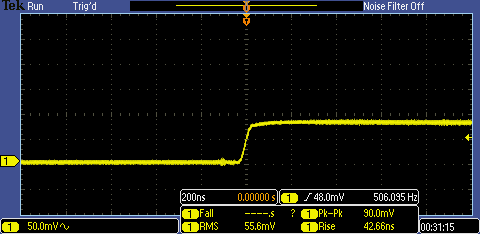 Tek Run Trig'd Noise Filter Off
T
1
200ns 0.00000 s 1 48.0mV 506.095 Hz
1 Fall -----.s ? 1 Pk-Pk 90.0mV
1 RMS 55.6mV 1 Rise 42.66ns
1 50.0mV 00:31:15